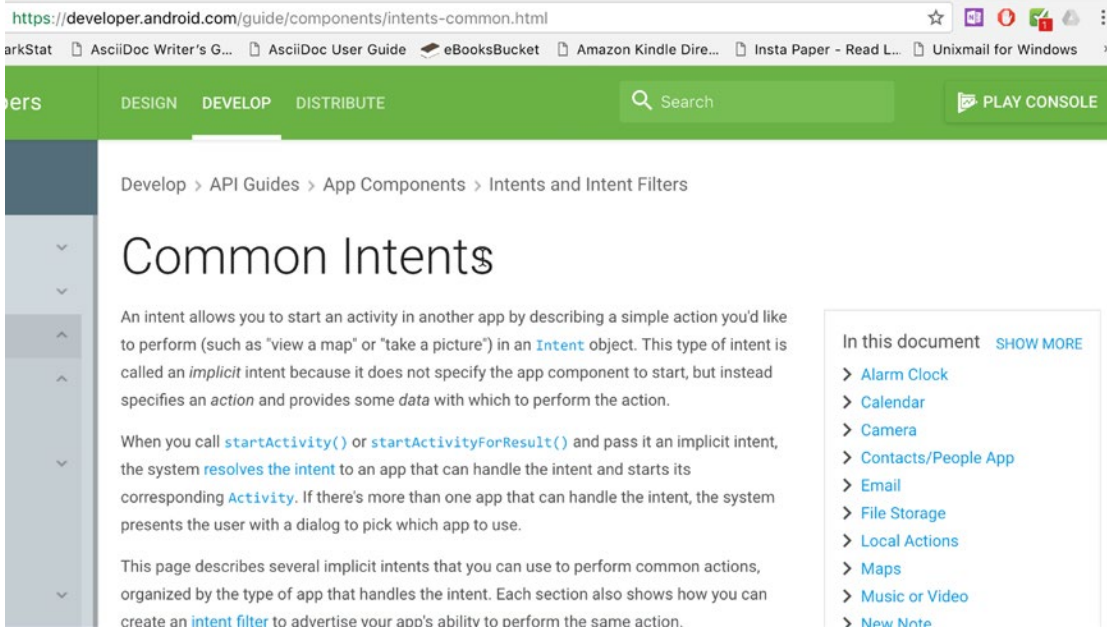 https://developer.android.com/guide/components/intents-common.html
arkStat AsciiDoc Writer's G... AsciiDoc User Guide eBooksBucket Amazon Kindle Dire... Insta Paper - Read L... Unixmail for Windows
pers DESIGN DEVELOP DISTRIBUTE Search PLAY CONSOLE
Develop > API Guides > App Components > Intents and Intent Filters
Common Intents
An intent allows you to start an activity in another app by describing a simple action you'd like
to perform (such as "view a map" or "take a picture") in an Intent object. This type of intent is
called an implicit intent because it does not specify the app component to start, but instead
specifies an action and provides some data with which to perform the action.
When you call startActivity() or startActivityForResult() and pass it an implicit intent,
the system resolves the intent to an app that can handle the intent and starts its
corresponding Activity. If there's more than one app that can handle the intent, the system
presents the user with a dialog to pick which app to use.
This page describes several implicit intents that you can use to perform common actions,
organized by the type of app that handles the intent. Each section also shows how you can
create an intent filter to advertise your app's ability to perform the same action.
In this document SHOW MORE
Alarm Clock
Calendar
Camera
Contacts/People App
Email
File Storage
Local Actions
Maps
Music or Video
New Note